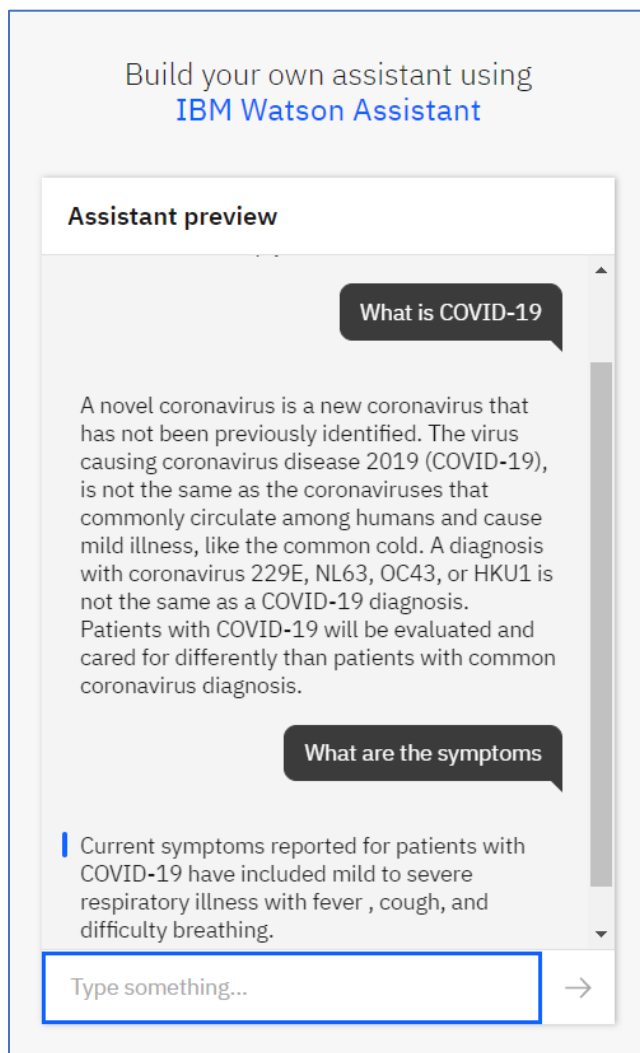 Build your own assistant using
IBM Watson Assistant
Assistant preview
What is COVID-19
A novel coronavirus is a new coronavirus that
has not been previously identified. The virus
causing coronavirus disease 2019 (COVID-19),
is not the same as the coronaviruses that
commonly circulate among humans and cause
mild illness, like the common cold. A diagnosis
with coronavirus 229E, NL63, OC43, or HKU1 is
not the same as a COVID-19 diagnosis.
Patients with COVID-19 will be evaluated and
cared for differently than patients with common
coronavirus diagnosis.
What are the symptoms
Current symptoms reported for patients with
COVID-19 have included mild to severe
respiratory illness with fever , cough, and
difficulty breathing.
Type something...